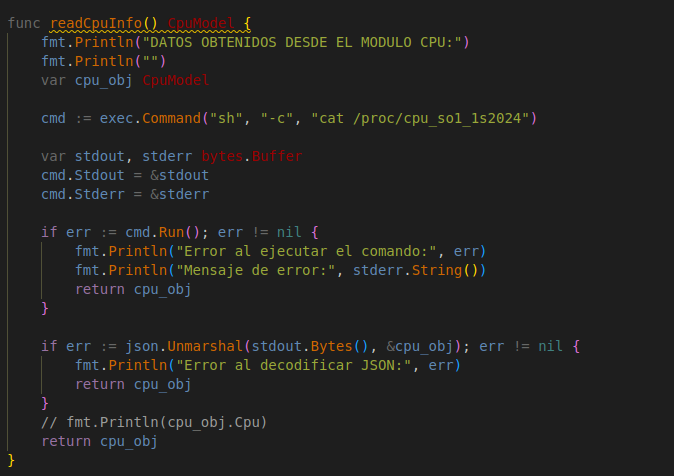 func readCpuInfo() CpuModel {
    fmt.Println("DATOS OBTENIDOS DESDE EL MODULO CPU:")
    fmt.Println("")
    var cpu_obj CpuModel

    cmd := exec.Command("sh", "-c", "cat /proc/cpu_so1_1s2024")

    var stdout, stderr bytes.Buffer
    cmd.Stdout = &stdout
    cmd.Stderr = &stderr

    if err := cmd.Run(); err != nil {
        fmt.Println("Error al ejecutar el comando:", err)
        fmt.Println("Mensaje de error:", stderr.String())
        return cpu_obj
    }

    if err := json.Unmarshal(stdout.Bytes(), &cpu_obj); err != nil {
        fmt.Println("Error al decodificar JSON:", err)
        return cpu_obj
    }
    // fmt.Println(cpu_obj.Cpu)
    return cpu_obj
}